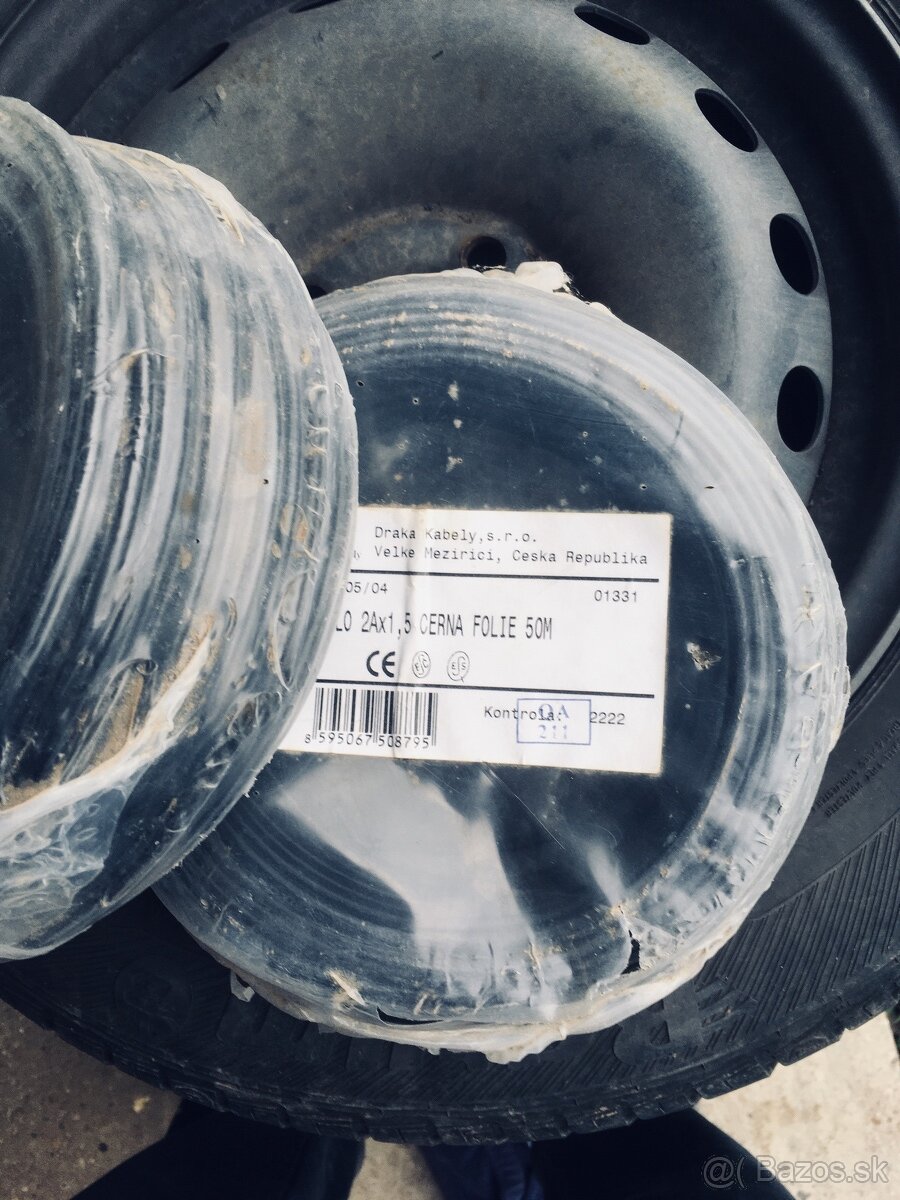 Draka Kabely,s.r.o.
, Velke Mezirici, Ceska Republika
05/04 01331
LO 2Ax1,5 CERNA FOLIE 50M
CE
8 595067 508795
Kontrola: 2222
QA
211
@( Bazos.sk